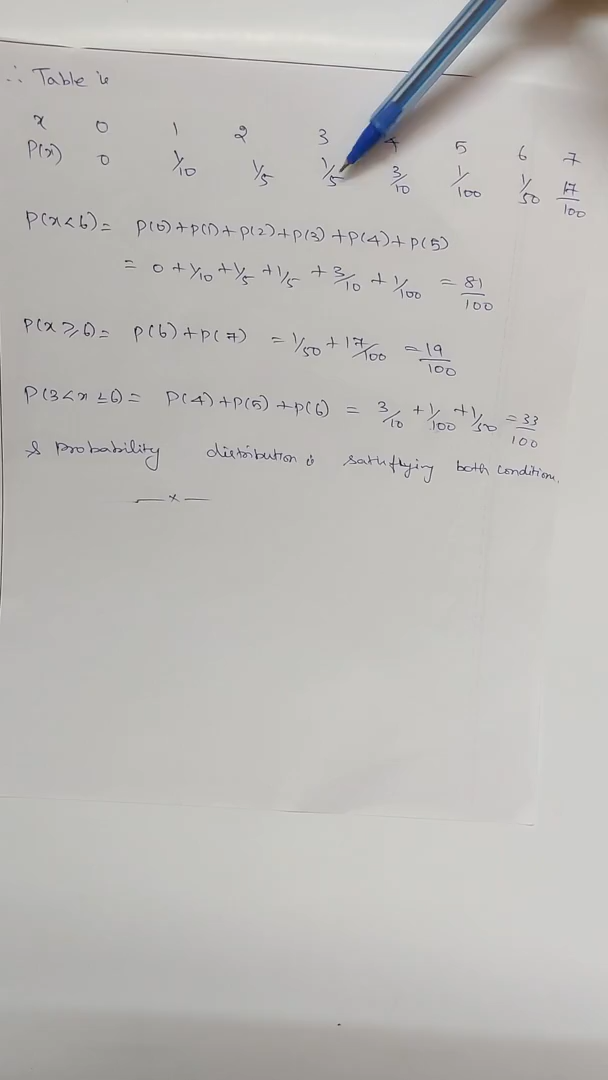 ∴ Table is
x 0 1 2 3 4 5 6 7
P(x) 0 1/10 1/5 1/5 3/10 1/100 1/50 17/100
P(x<6) = P(0)+P(1)+P(2)+P(3)+P(4)+P(5)
= 0+1/10+1/5+1/5+3/10+1/100 = 81/100
P(x⩾6) = P(6)+P(7) = 1/50+17/100 = 19/100
P(3<x≤6) = P(4)+P(5)+P(6) = 3/10+1/100+1/50 = 33/100
& probability distribution is satisfying both condition.
—x—